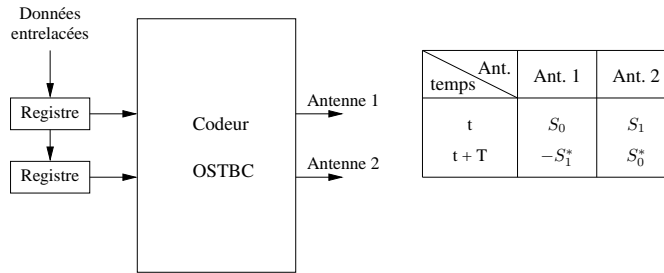 Données
entrelacées
Registre
Registre
Codeur
OSTBC
Antenne 1
Antenne 2
Ant.
temps
Ant. 1
Ant. 2
t
S₀
S₁
t + T
−S₁*
S₀*